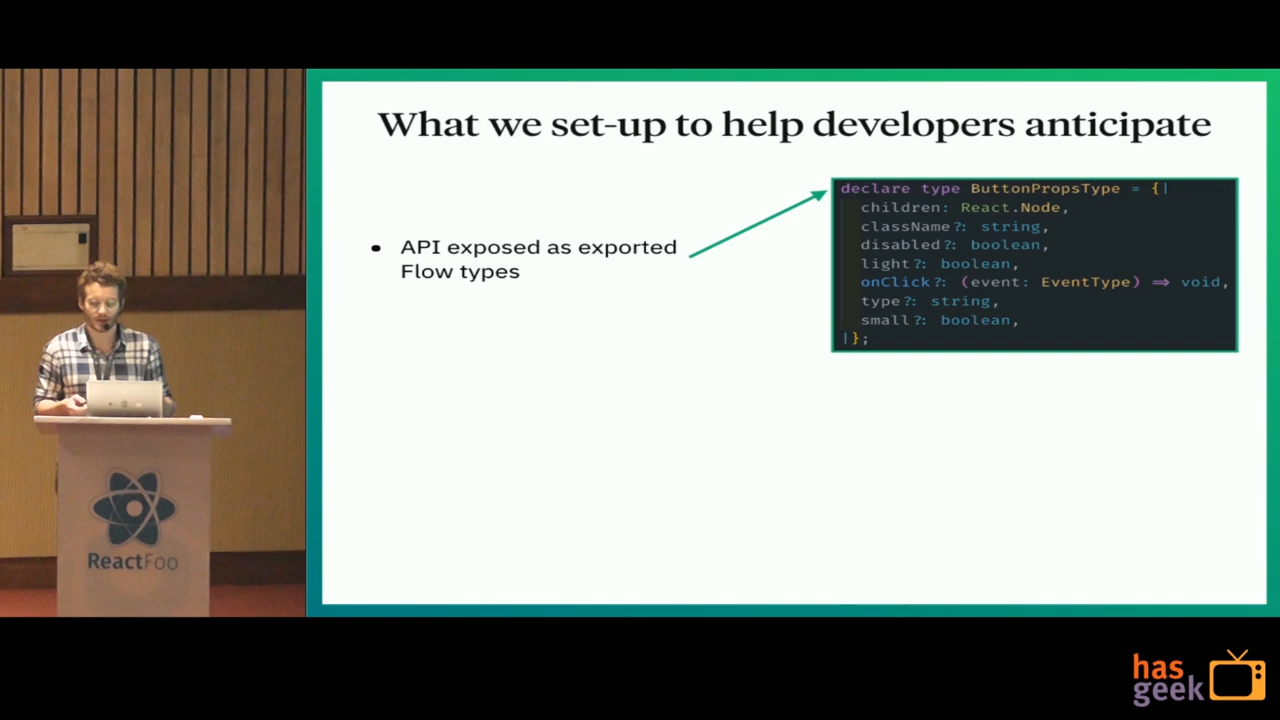 What we set-up to help developers anticipate
• API exposed as exported
Flow types
declare type ButtonPropsType = {|
children: React.Node,
className?: string,
disabled?: boolean,
light?: boolean,
onClick?: (event: EventType) => void,
type?: string,
small?: boolean,
|};
ReactFoo
has
geek